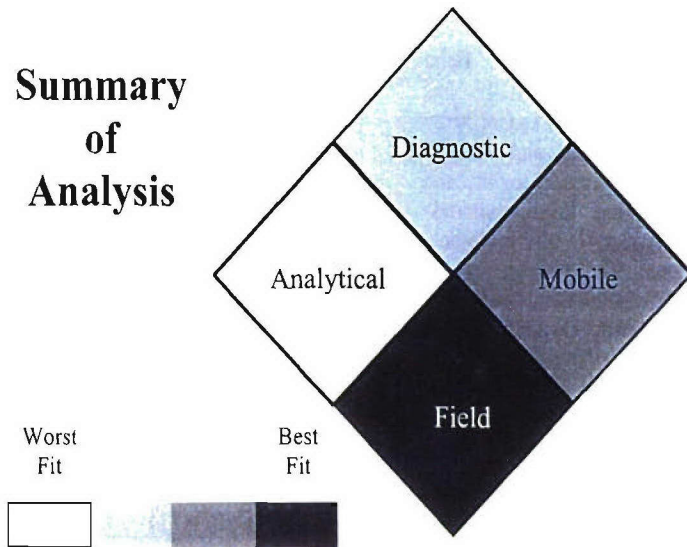 Summary
of
Analysis
Diagnostic
Analytical
Mobile
Field
Worst
Fit
Best
Fit